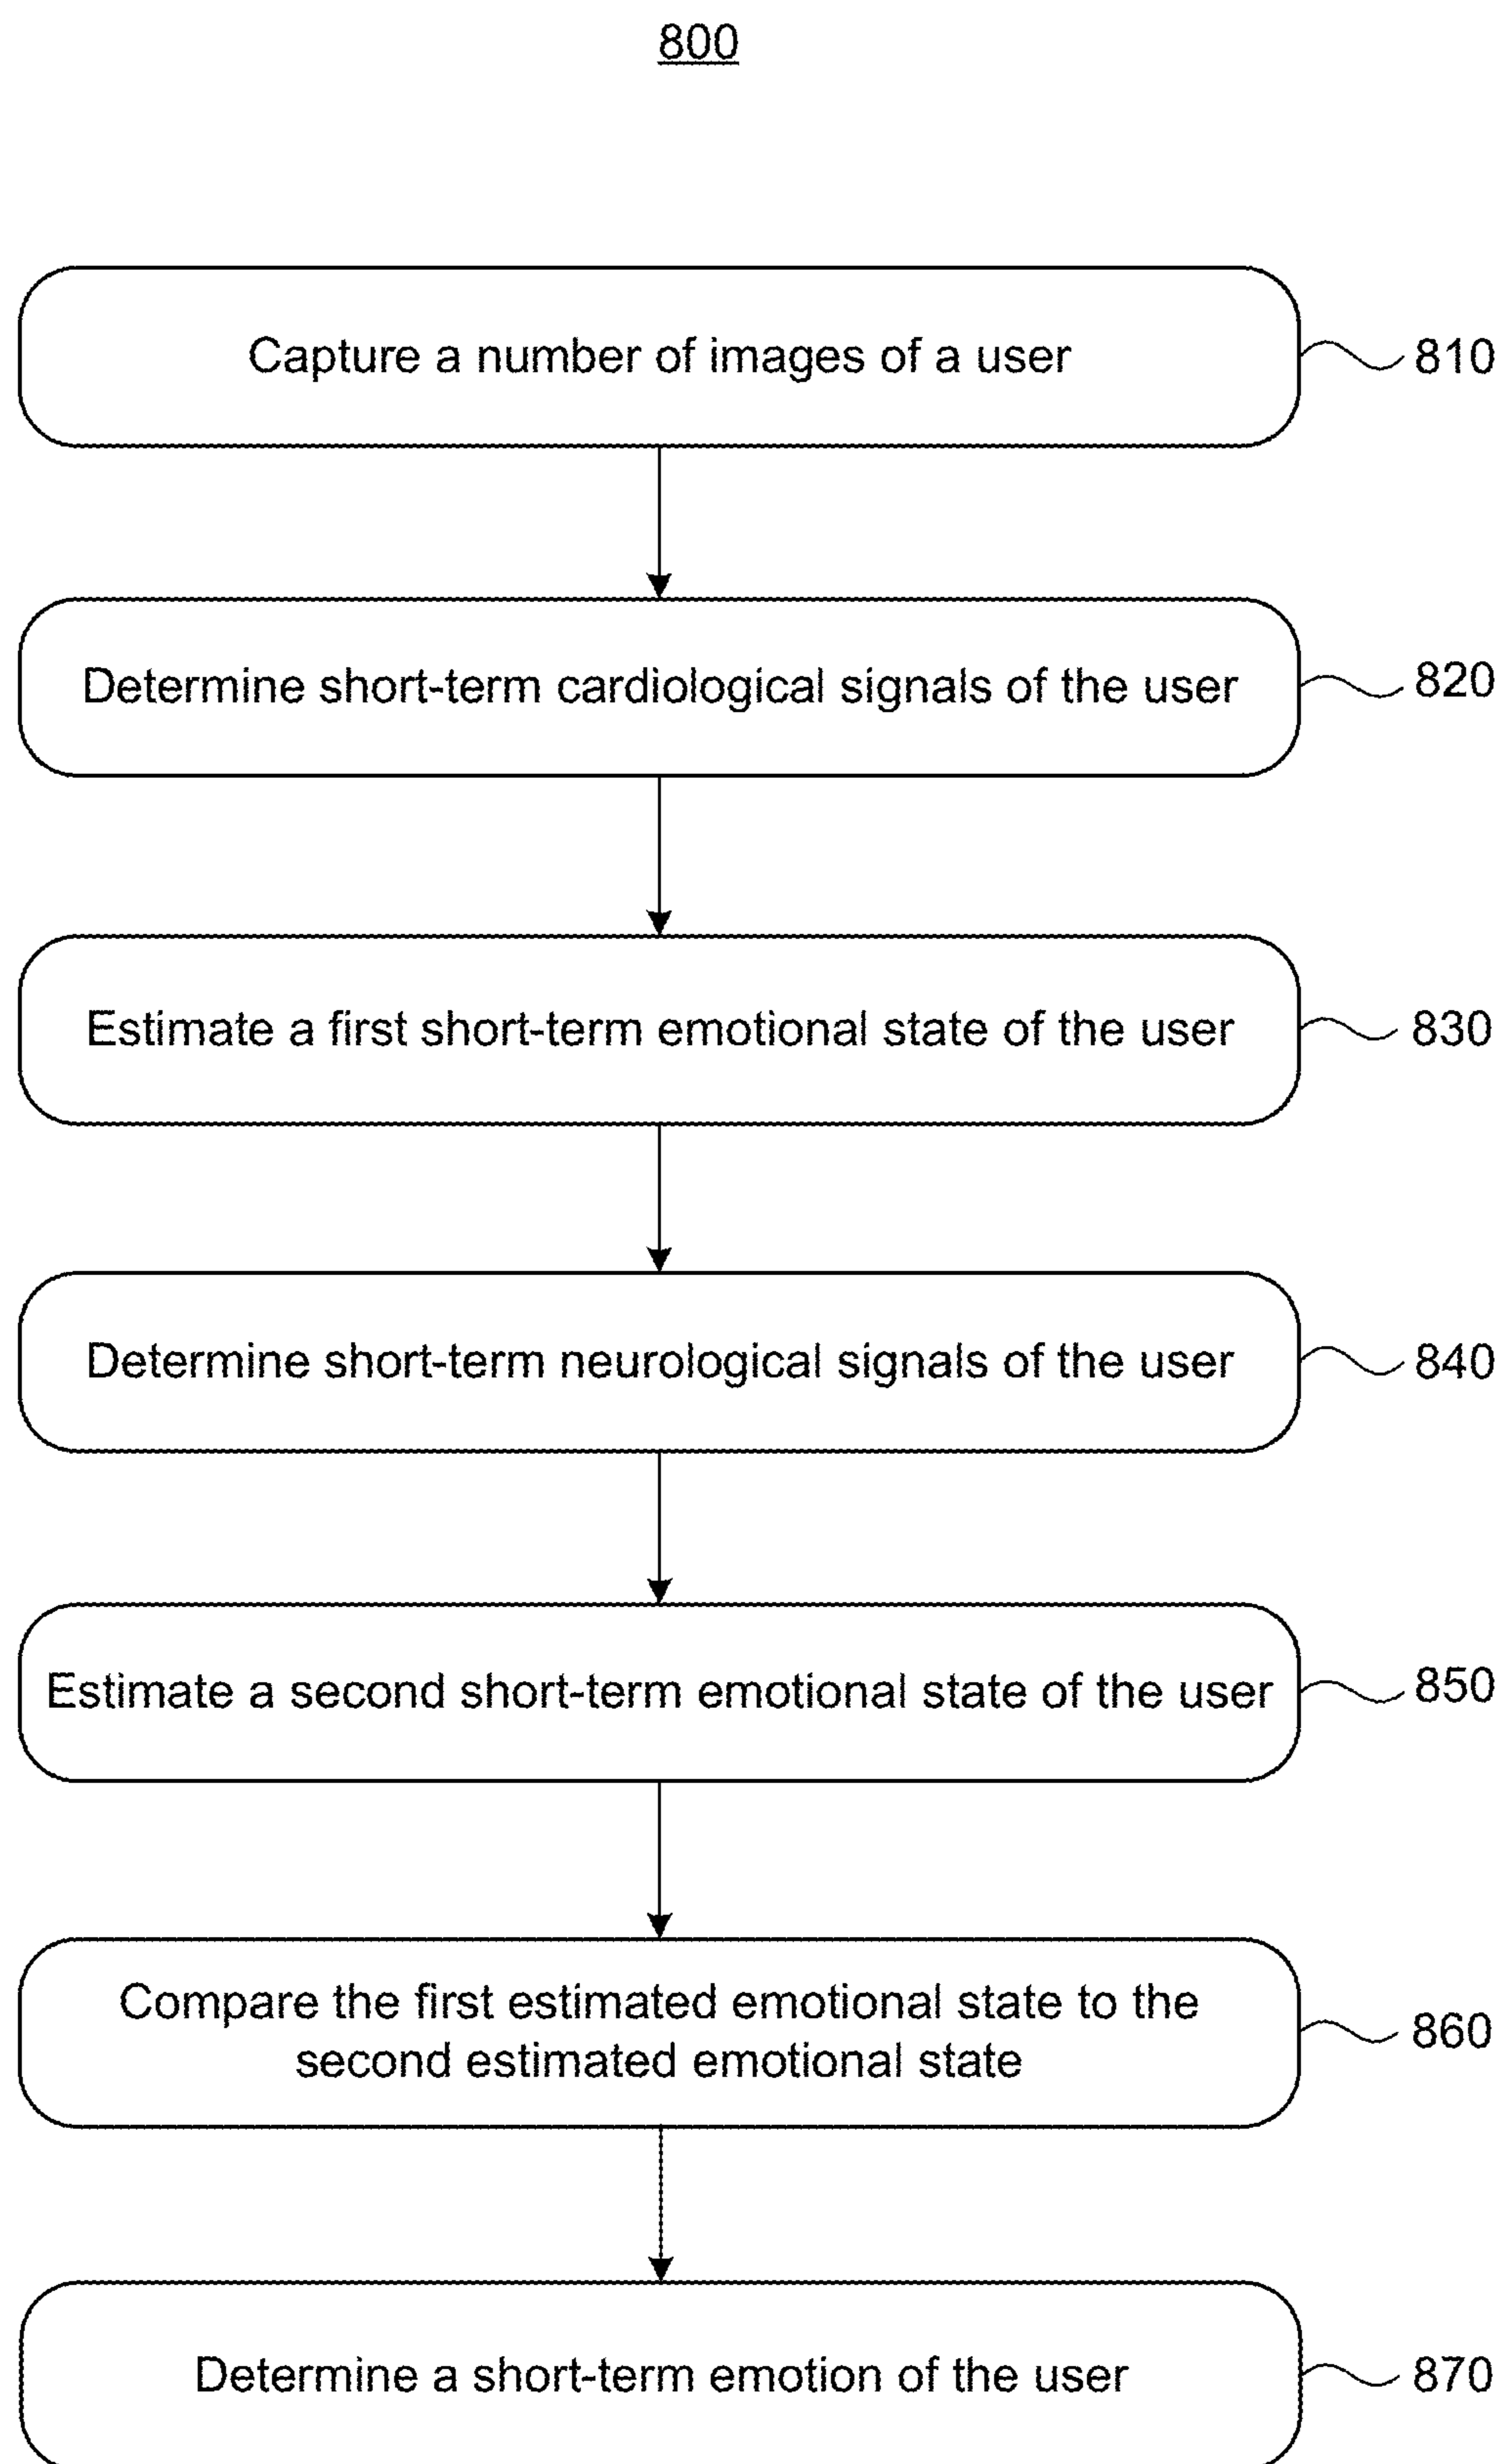 800
Capture a number of images of a user
810
Determine short-term cardiological signals of the user
820
Estimate a first short-term emotional state of the user
830
Determine short-term neurological signals of the user
840
Estimate a second short-term emotional state of the user
850
Compare the first estimated emotional state to the
second estimated emotional state
860
Determine a short-term emotion of the user
870